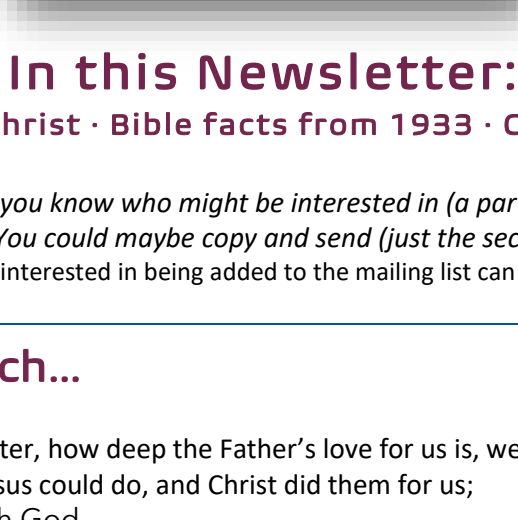 In this Newsletter:
hrist · Bible facts from 1933 · C
you know who might be interested in (a par
You could maybe copy and send (just the sec
interested in being added to the mailing list can
ch...
ter, how deep the Father's love for us is, we
sus could do, and Christ did them for us;
h God